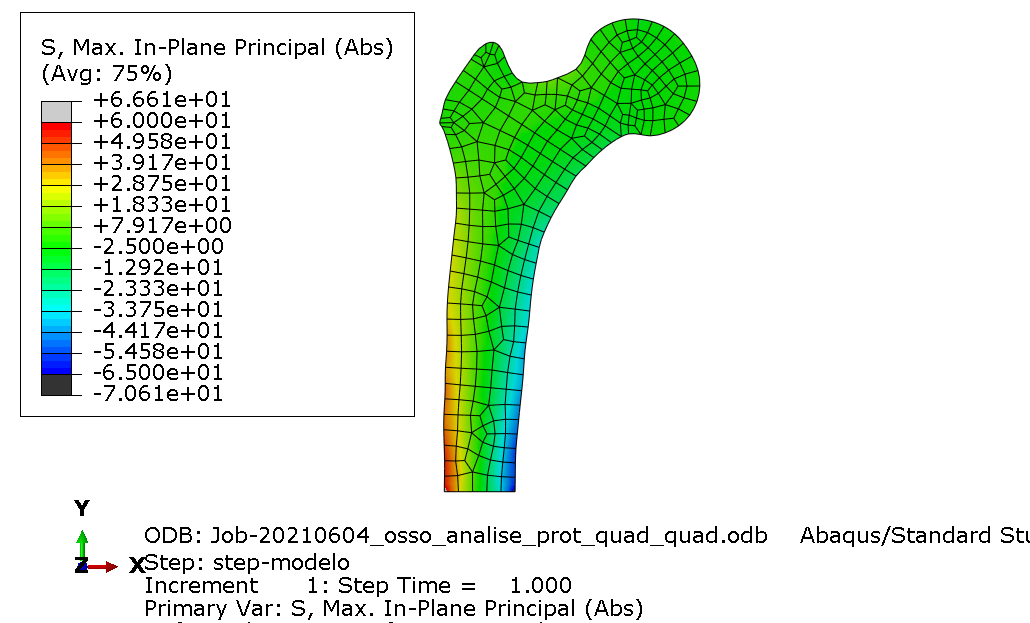 S, Max. In-Plane Principal (Abs)
(Avg: 75%)
+6.661e+01
+6.000e+01
+4.958e+01
+3.917e+01
+2.875e+01
+1.833e+01
+7.917e+00
-2.500e+00
-1.292e+01
-2.333e+01
-3.375e+01
-4.417e+01
-5.458e+01
-6.500e+01
-7.061e+01
Y
Z X
ODB: Job-20210604_osso_analise_prot_quad_quad.odb Abaqus/Standard
Step: step-modelo
Increment 1: Step Time = 1.000
Primary Var: S, Max. In-Plane Principal (Abs)